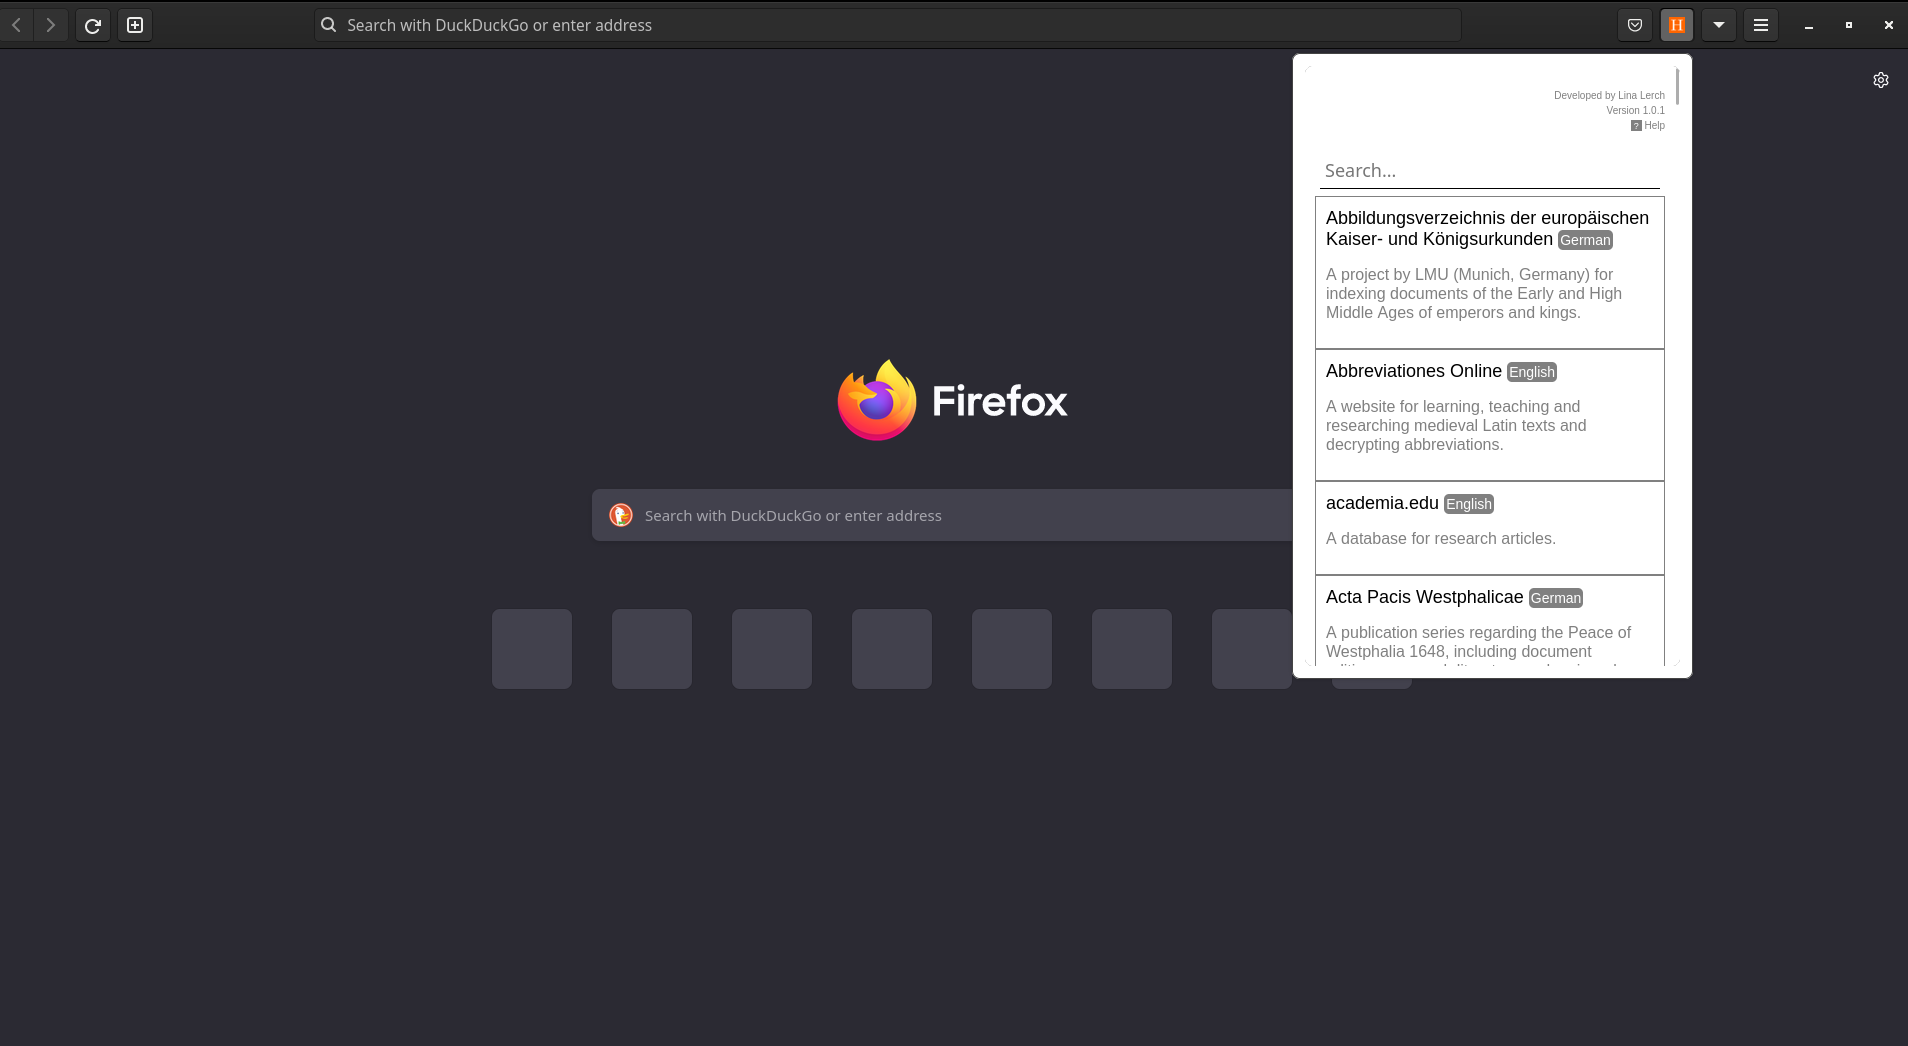 Search with DuckDuckGo or enter address
H
Developed by Lina Lerch
Version 1.0.1
? Help
Search...
Abbildungsverzeichnis der europäischen
Kaiser- und Königsurkunden German
A project by LMU (Munich, Germany) for
indexing documents of the Early and High
Middle Ages of emperors and kings.
Abbreviationes Online English
A website for learning, teaching and
researching medieval Latin texts and
decrypting abbreviations.
academia.edu English
A database for research articles.
Acta Pacis Westphalicae German
A publication series regarding the Peace of
Westphalia 1648, including document
Firefox
Search with DuckDuckGo or enter address